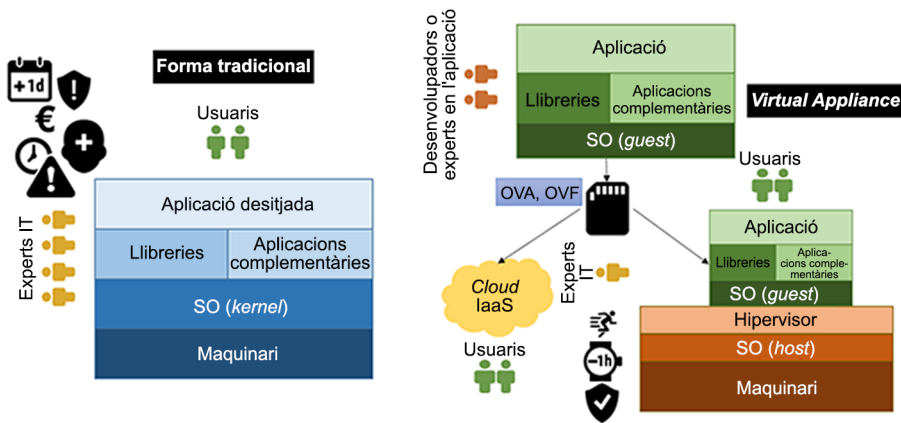 Forma tradicional
+1d
€
Usuaris
Experts IT
Aplicació desitjada
Llibreries
Aplicacions
complementàries
SO (kernel)
Maquinari
Desenvolupadors o
experts en l'aplicació
Aplicació
Llibreries
Aplicacions
complementàries
SO (guest)
Virtual Appliance
OVA, OVF
Usuaris
Cloud
IaaS
Usuaris
Experts
IT
−1h
Aplicació
Llibreries
Aplica-
cions comple-
mentàries
SO (guest)
Hipervisor
SO (host)
Maquinari